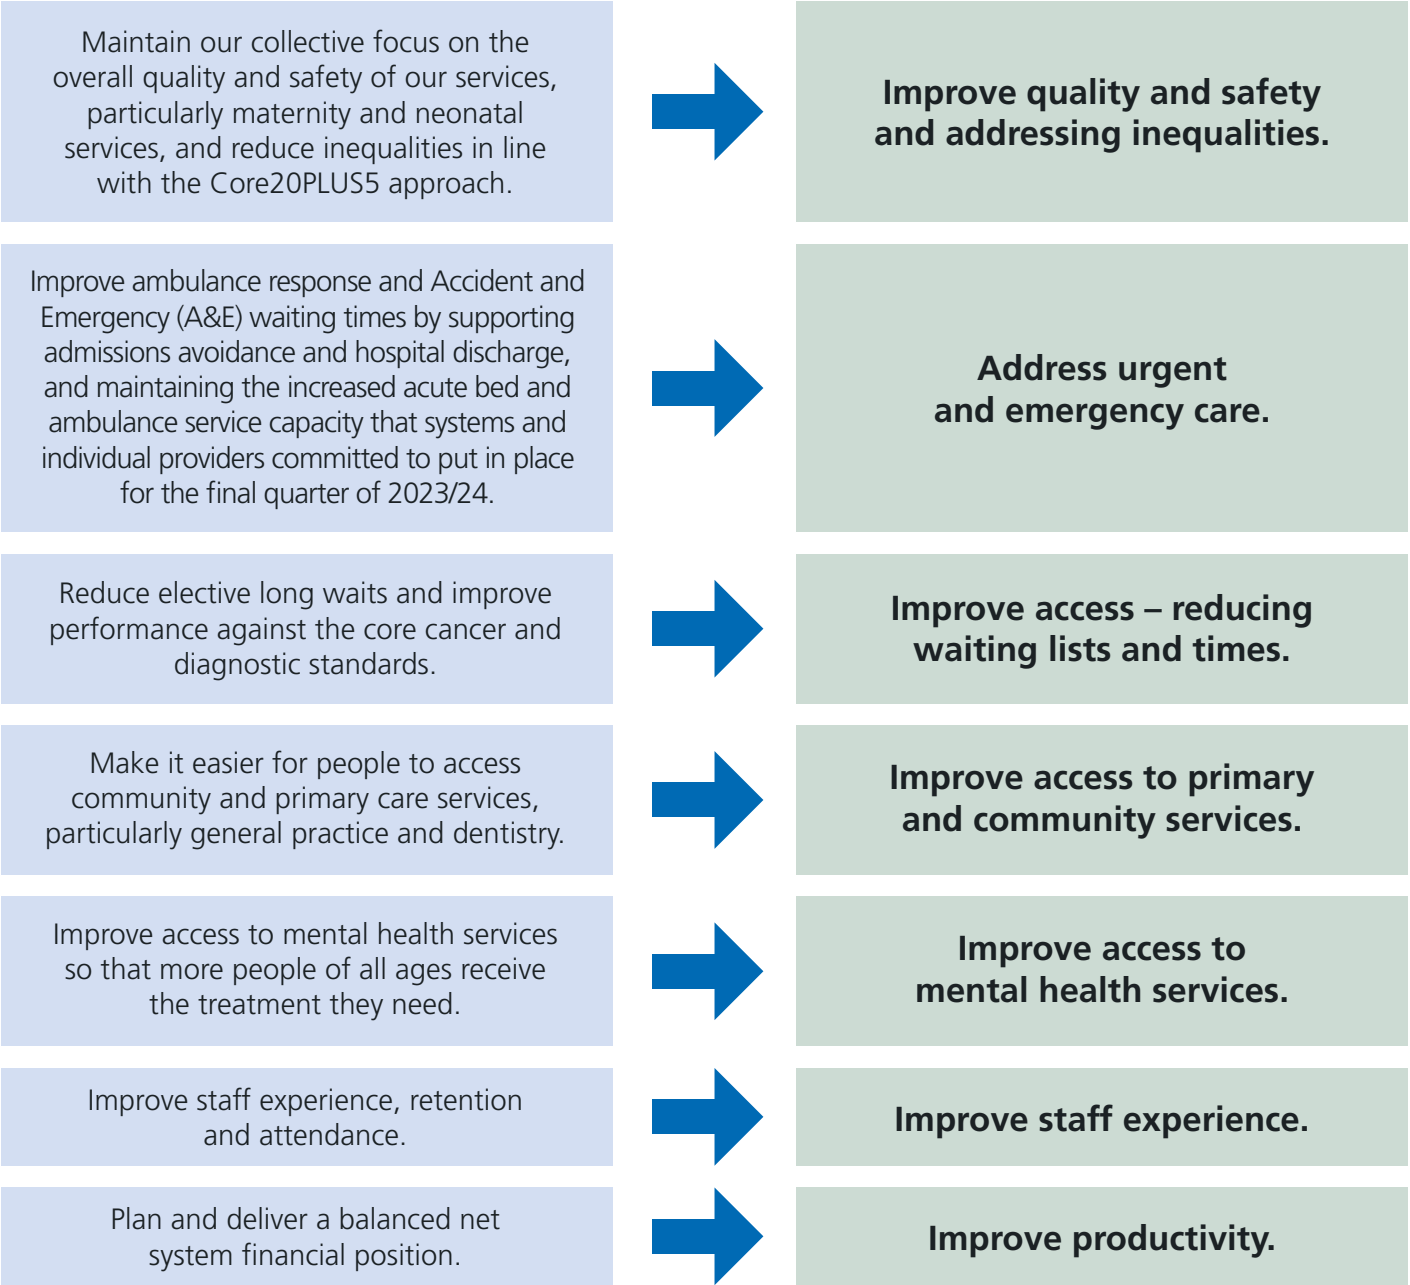 Maintain our collective focus on the
overall quality and safety of our services,
particularly maternity and neonatal
services, and reduce inequalities in line
with the Core20PLUS5 approach.
Improve quality and safety
and addressing inequalities.
Improve ambulance response and Accident and
Emergency (A&E) waiting times by supporting
admissions avoidance and hospital discharge,
and maintaining the increased acute bed and
ambulance service capacity that systems and
individual providers committed to put in place
for the final quarter of 2023/24.
Address urgent
and emergency care.
Reduce elective long waits and improve
performance against the core cancer and
diagnostic standards.
Improve access – reducing
waiting lists and times.
Make it easier for people to access
community and primary care services,
particularly general practice and dentistry.
Improve access to primary
and community services.
Improve access to mental health services
so that more people of all ages receive
the treatment they need.
Improve access to
mental health services.
Improve staff experience, retention
and attendance.
Improve staff experience.
Plan and deliver a balanced net
system financial position.
Improve productivity.